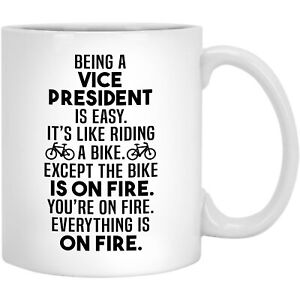 BEING A
VICE
PRESIDENT
IS EASY.
IT'S LIKE RIDING
A BIKE.
EXCEPT THE BIKE
IS ON FIRE.
YOU'RE ON FIRE.
EVERYTHING IS
ON FIRE.